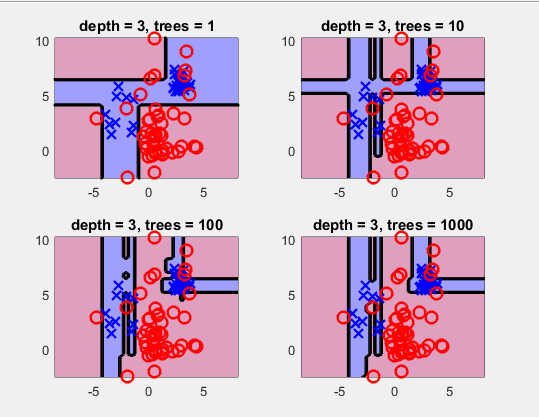 depth = 3, trees = 1
10
5
0
-5 0 5
depth = 3, trees = 10
10
5
0
-5 0 5
depth = 3, trees = 100
10
5
0
-5 0 5
depth = 3, trees = 1000
10
5
0
-5 0 5